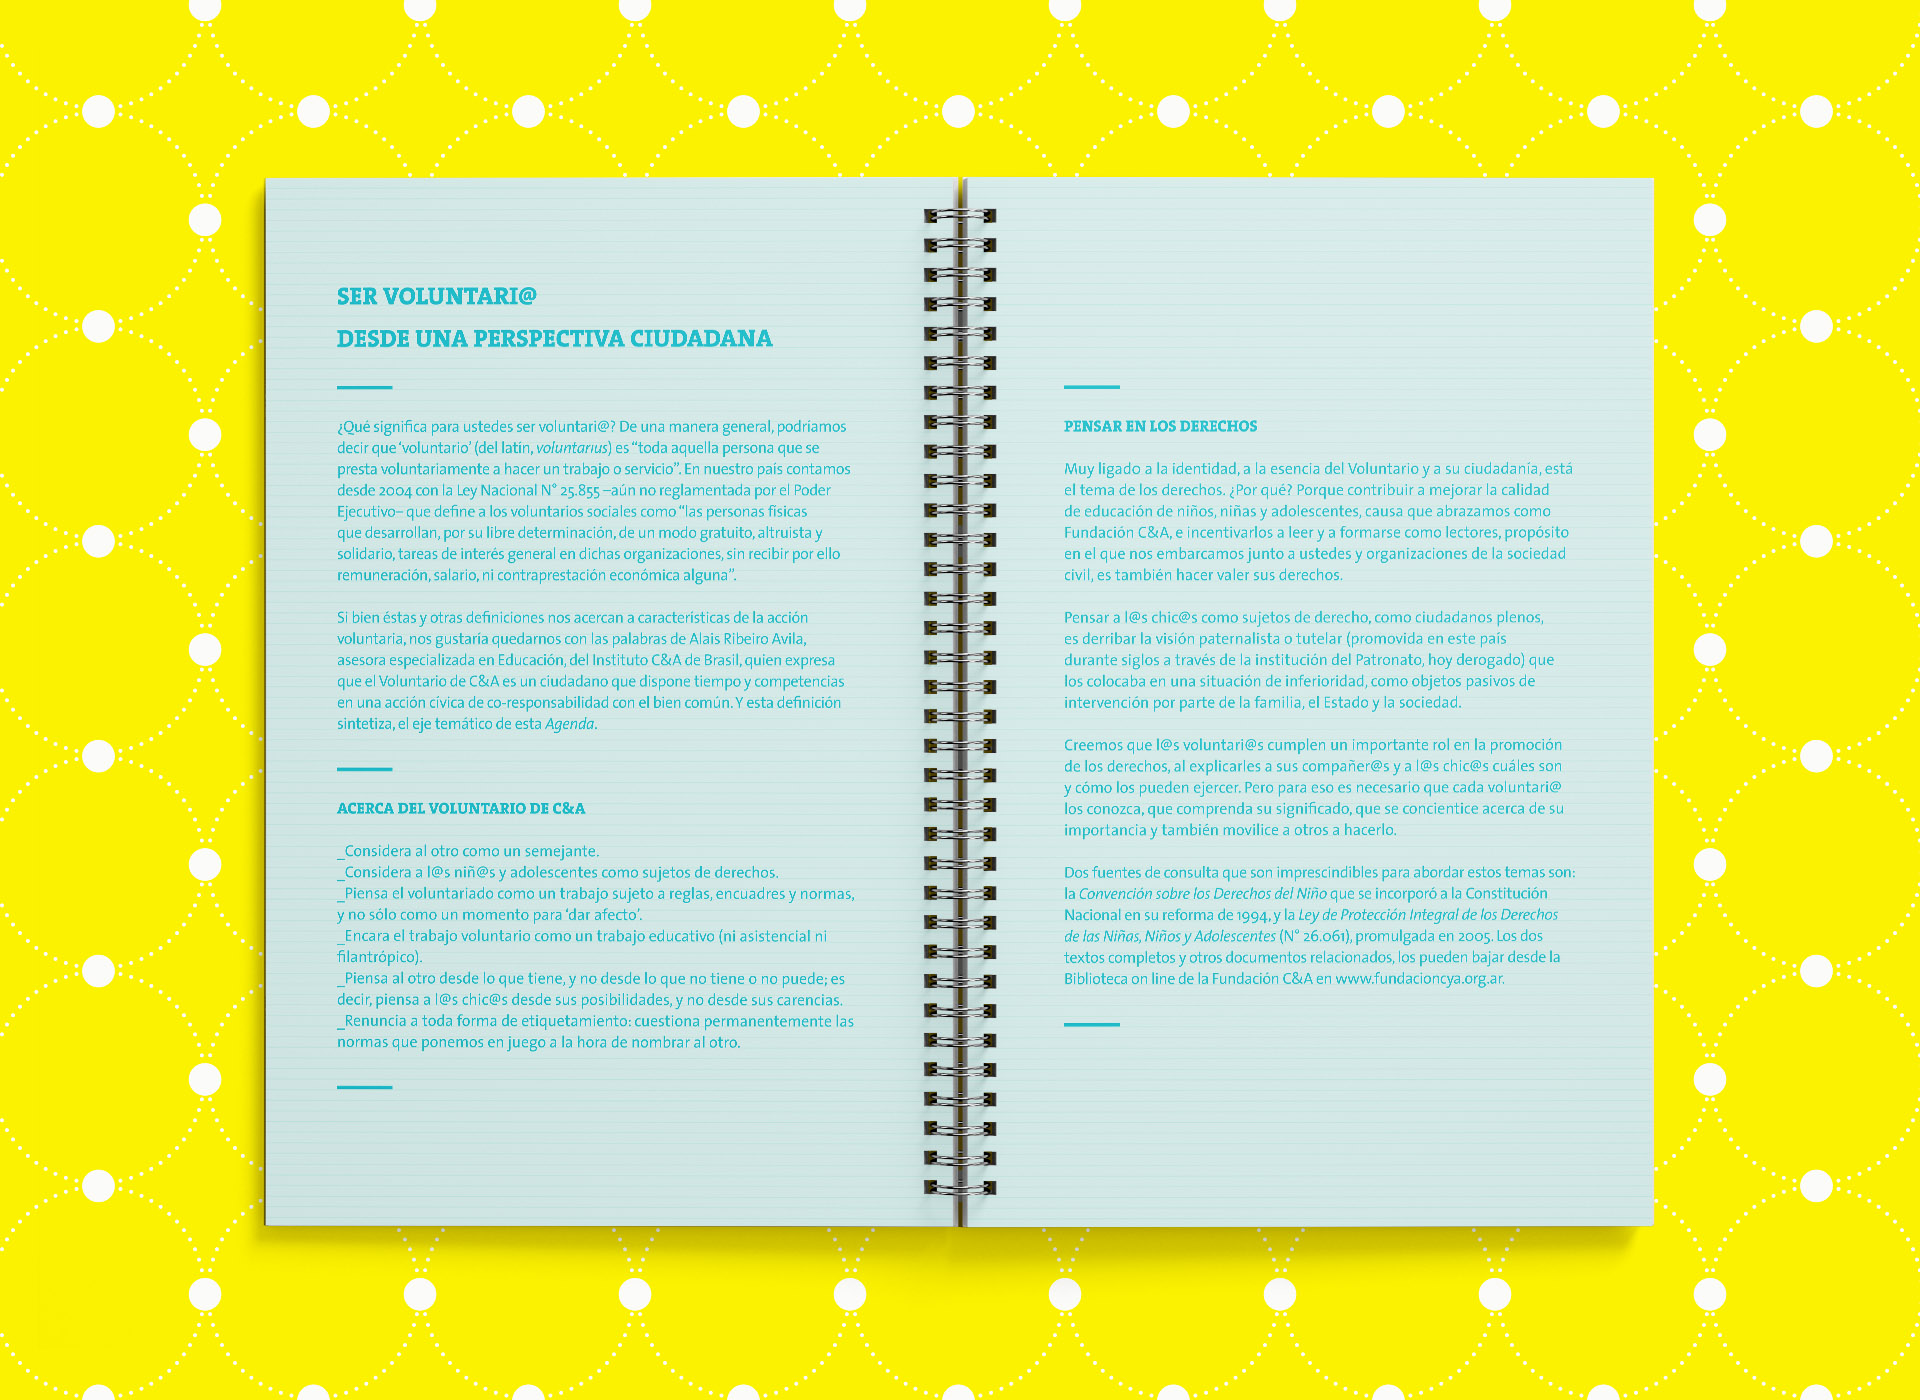 SER VOLUNTARI@
DESDE UNA PERSPECTIVA CIUDADANA
¿Qué significa para ustedes ser voluntari@? De una manera general, podríamos
decir que ‘voluntario’ (del latín, voluntarius) es “toda aquella persona que se
presta voluntariamente a hacer un trabajo o servicio”. En nuestro país contamos
desde 2004 con la Ley Nacional N° 25.855 –aún no reglamentada por el Poder
Ejecutivo– que define a los voluntarios sociales como “las personas físicas
que desarrollan, por su libre determinación, de un modo gratuito, altruista y
solidario, tareas de interés general en dichas organizaciones, sin recibir por ello
remuneración, salario, ni contraprestación económica alguna”.
Si bien éstas y otras definiciones nos acercan a características de la acción
voluntaria, nos gustaría quedarnos con las palabras de Alais Ribeiro Avila,
asesora especializada en Educación, del Instituto C&A de Brasil, quien expresa
que el Voluntario de C&A es un ciudadano que dispone tiempo y competencias
en una acción cívica de co-responsabilidad con el bien común. Y esta definición
sintetiza, el eje temático de esta Agenda.
ACERCA DEL VOLUNTARIO DE C&A
_Considera al otro como un semejante.
_Considera a l@s niñ@s y adolescentes como sujetos de derechos.
_Piensa el voluntariado como un trabajo sujeto a reglas, encuadres y normas,
y no sólo como un momento para ‘dar afecto’.
_Encara el trabajo voluntario como un trabajo educativo (ni asistencial ni
filantrópico).
_Piensa al otro desde lo que tiene, y no desde lo que no tiene o no puede; es
decir, piensa a l@s chic@s desde sus posibilidades, y no desde sus carencias.
_Renuncia a toda forma de etiquetamiento: cuestiona permanentemente las
normas que ponemos en juego a la hora de nombrar al otro.
PENSAR EN LOS DERECHOS
Muy ligado a la identidad, a la esencia del Voluntario y a su ciudadanía, está
el tema de los derechos. ¿Por qué? Porque contribuir a mejorar la calidad
de educación de niños, niñas y adolescentes, causa que abrazamos como
Fundación C&A, e incentivarlos a leer y a formarse como lectores, propósito
en el que nos embarcamos junto a ustedes y organizaciones de la sociedad
civil, es también hacer valer sus derechos.
Pensar a l@s chic@s como sujetos de derecho, como ciudadanos plenos,
es derribar la visión paternalista o tutelar (promovida en este país
durante siglos a través de la institución del Patronato, hoy derogado) que
los colocaba en una situación de inferioridad, como objetos pasivos de
intervención por parte de la familia, el Estado y la sociedad.
Creemos que l@s voluntari@s cumplen un importante rol en la promoción
de los derechos, al explicarles a sus compañer@s y a l@s chic@s cuáles son
y cómo los pueden ejercer. Pero para eso es necesario que cada voluntari@
los conozca, que comprenda su significado, que se concientice acerca de su
importancia y también movilice a otros a hacerlo.
Dos fuentes de consulta que son imprescindibles para abordar estos temas son:
la Convención sobre los Derechos del Niño que se incorporó a la Constitución
Nacional en su reforma de 1994, y la Ley de Protección Integral de los Derechos
de las Niñas, Niños y Adolescentes (N° 26.061), promulgada en 2005. Los dos
textos completos y otros documentos relacionados, los pueden bajar desde la
Biblioteca on line de la Fundación C&A en www.fundacioncya.org.ar.